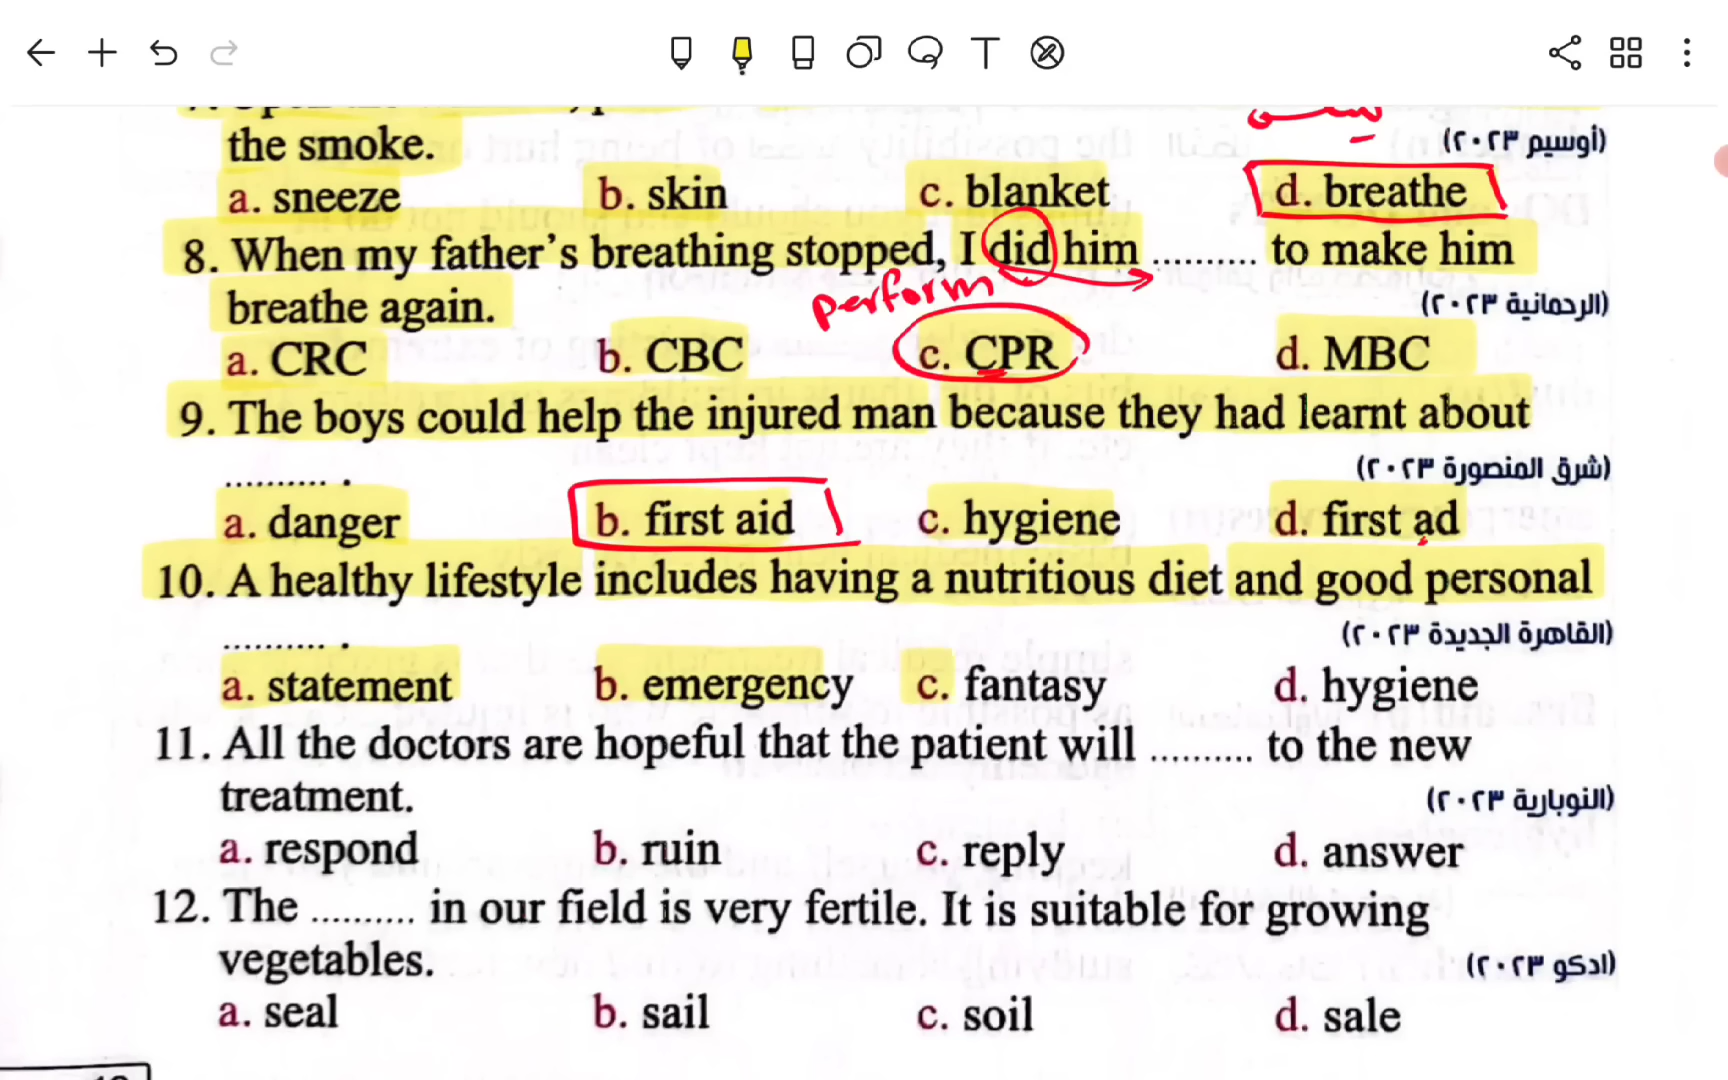 the smoke.
(أوسيم ٢٠٢٣)
a. sneeze b. skin c. blanket d. breathe
8. When my father's breathing stopped, I did him .......... to make him
perform
breathe again.
(الرحمانية ٢٠٢٣)
a. CRC b. CBC c. CPR d. MBC
9. The boys could help the injured man because they had learnt about
.......... .
(شرق المنصورة ٢٠٢٣)
a. danger b. first aid c. hygiene d. first ad
10. A healthy lifestyle includes having a nutritious diet and good personal
.......... .
(القاهرة الجديدة ٢٠٢٣)
a. statement b. emergency c. fantasy d. hygiene
11. All the doctors are hopeful that the patient will .......... to the new
treatment.
(النوبارية ٢٠٢٣)
a. respond b. ruin c. reply d. answer
12. The .......... in our field is very fertile. It is suitable for growing
vegetables.
(ادكو ٢٠٢٣)
a. seal b. sail c. soil d. sale